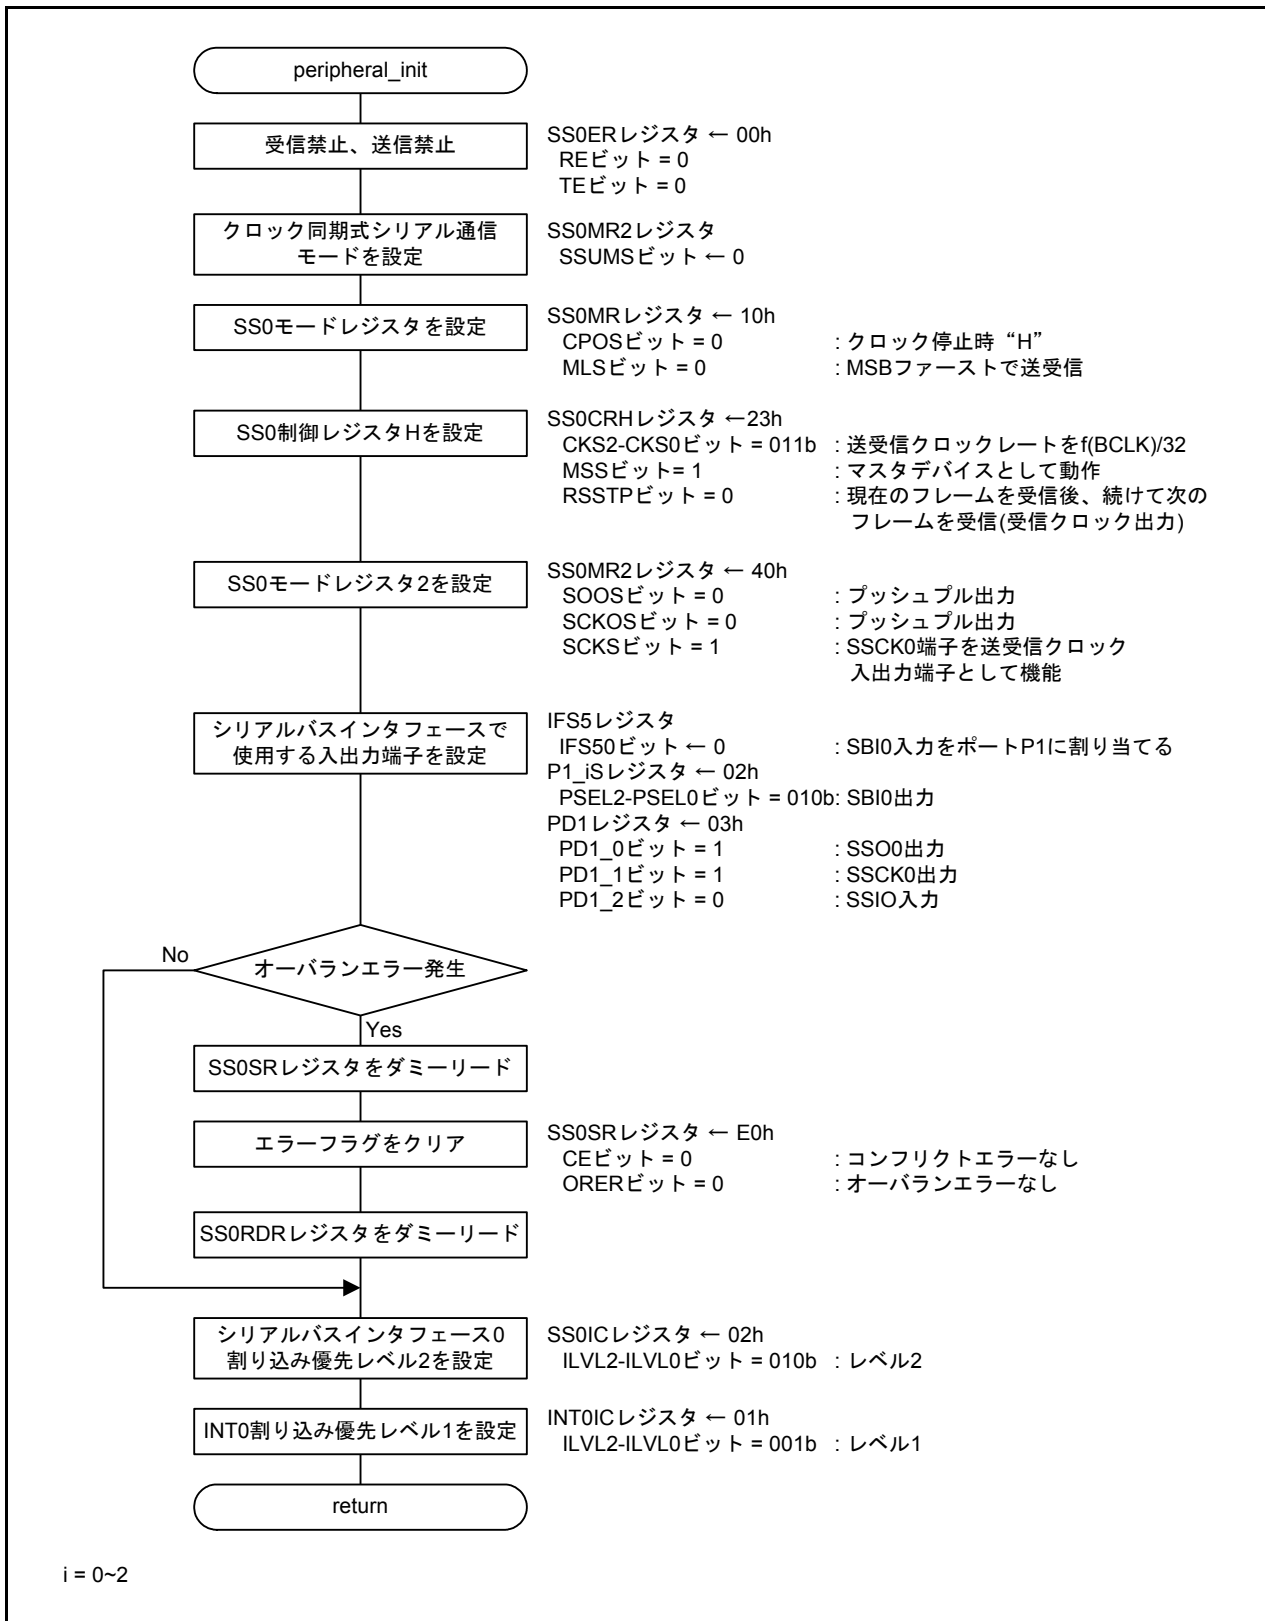 peripheral_init
受信禁止、送信禁止
SS0ERレジスタ ← 00h
REビット = 0
TEビット = 0
クロック同期式シリアル通信
モードを設定
SS0MR2レジスタ
SSUMSビット ← 0
SS0モードレジスタを設定
SS0MRレジスタ ← 10h
CPOSビット = 0 : クロック停止時“H”
MLSビット = 0 : MSBファーストで送受信
SS0制御レジスタHを設定
SS0CRHレジスタ ←23h
CKS2-CKS0ビット = 011b : 送受信クロックレートをf(BCLK)/32
MSSビット= 1 : マスタデバイスとして動作
RSSTPビット = 0 : 現在のフレームを受信後、続けて次の
フレームを受信(受信クロック出力)
SS0モードレジスタ2を設定
SS0MR2レジスタ ← 40h
SOOSビット = 0 : プッシュプル出力
SCKOSビット = 0 : プッシュプル出力
SCKSビット = 1 : SSCK0端子を送受信クロック
入出力端子として機能
シリアルバスインタフェースで
使用する入出力端子を設定
IFS5レジスタ
IFS50ビット ← 0 : SBI0入力をポートP1に割り当てる
P1_iSレジスタ ← 02h
PSEL2-PSEL0ビット = 010b: SBI0出力
PD1レジスタ ← 03h
PD1_0ビット = 1 : SSO0出力
PD1_1ビット = 1 : SSCK0出力
PD1_2ビット = 0 : SSIO入力
No
オーバランエラー発生
Yes
SS0SRレジスタをダミーリード
エラーフラグをクリア
SS0SRレジスタ ← E0h
CEビット = 0 : コンフリクトエラーなし
ORERビット = 0 : オーバランエラーなし
SS0RDRレジスタをダミーリード
シリアルバスインタフェース0
割り込み優先レベル2を設定
SS0ICレジスタ ← 02h
ILVL2-ILVL0ビット = 010b : レベル2
INT0割り込み優先レベル1を設定
INT0ICレジスタ ← 01h
ILVL2-ILVL0ビット = 001b : レベル1
return
i = 0~2